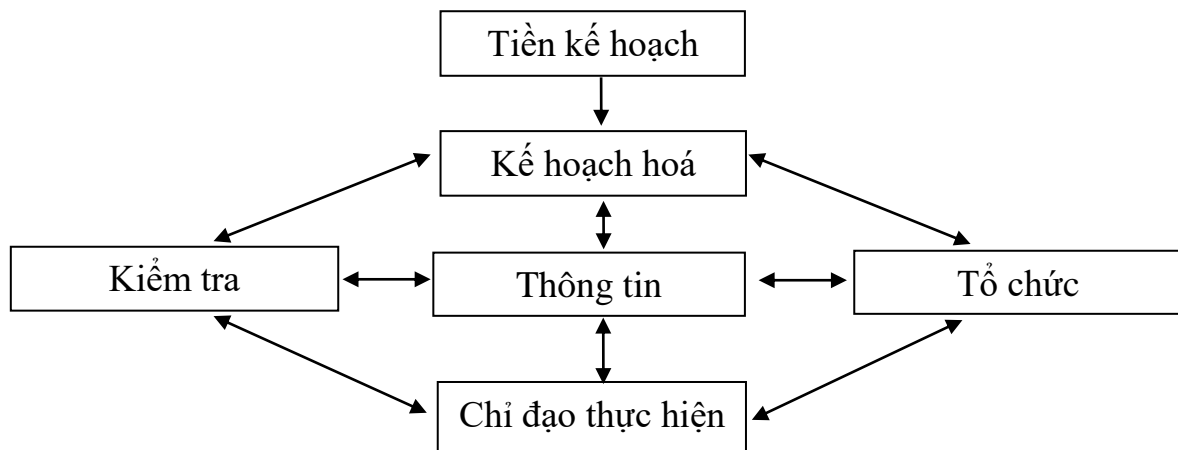 Tiền kế hoạch
Kế hoạch hoá
Kiểm tra
Thông tin
Tổ chức
Chỉ đạo thực hiện